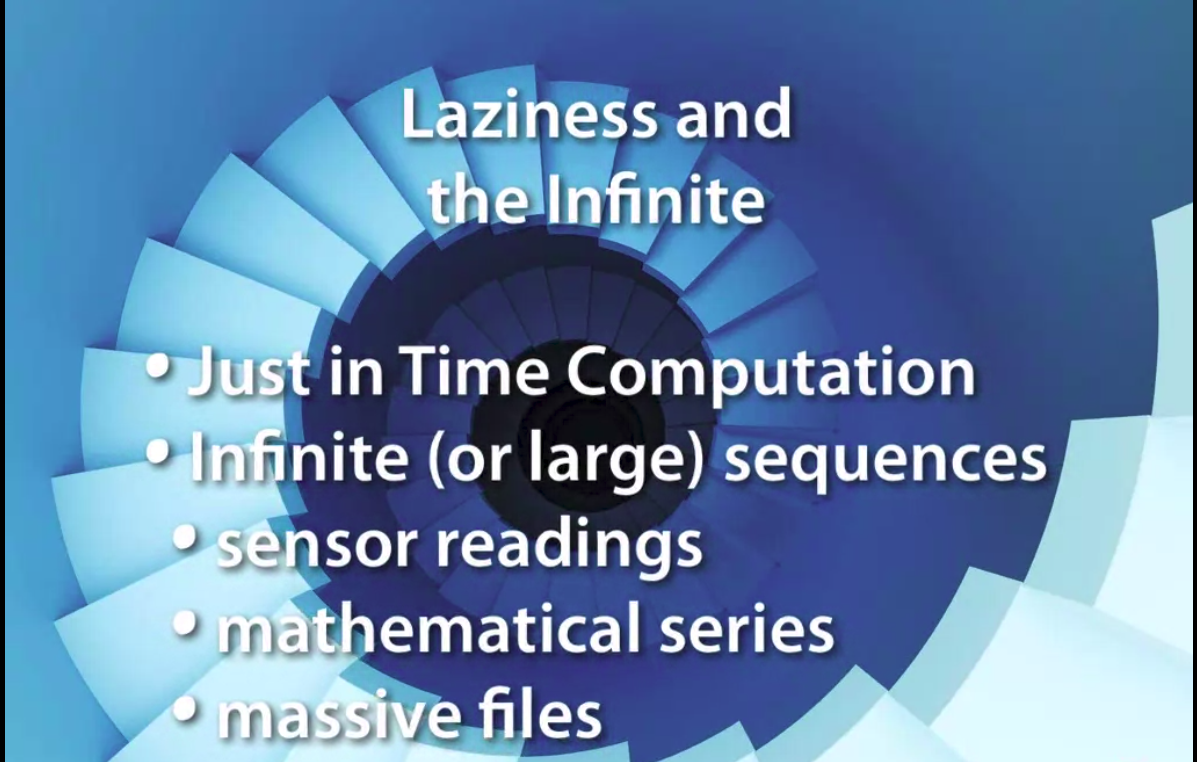 Laziness and
the Infinite
• Just in Time Computation
• Infinite (or large) sequences
• sensor readings
• mathematical series
• massive files